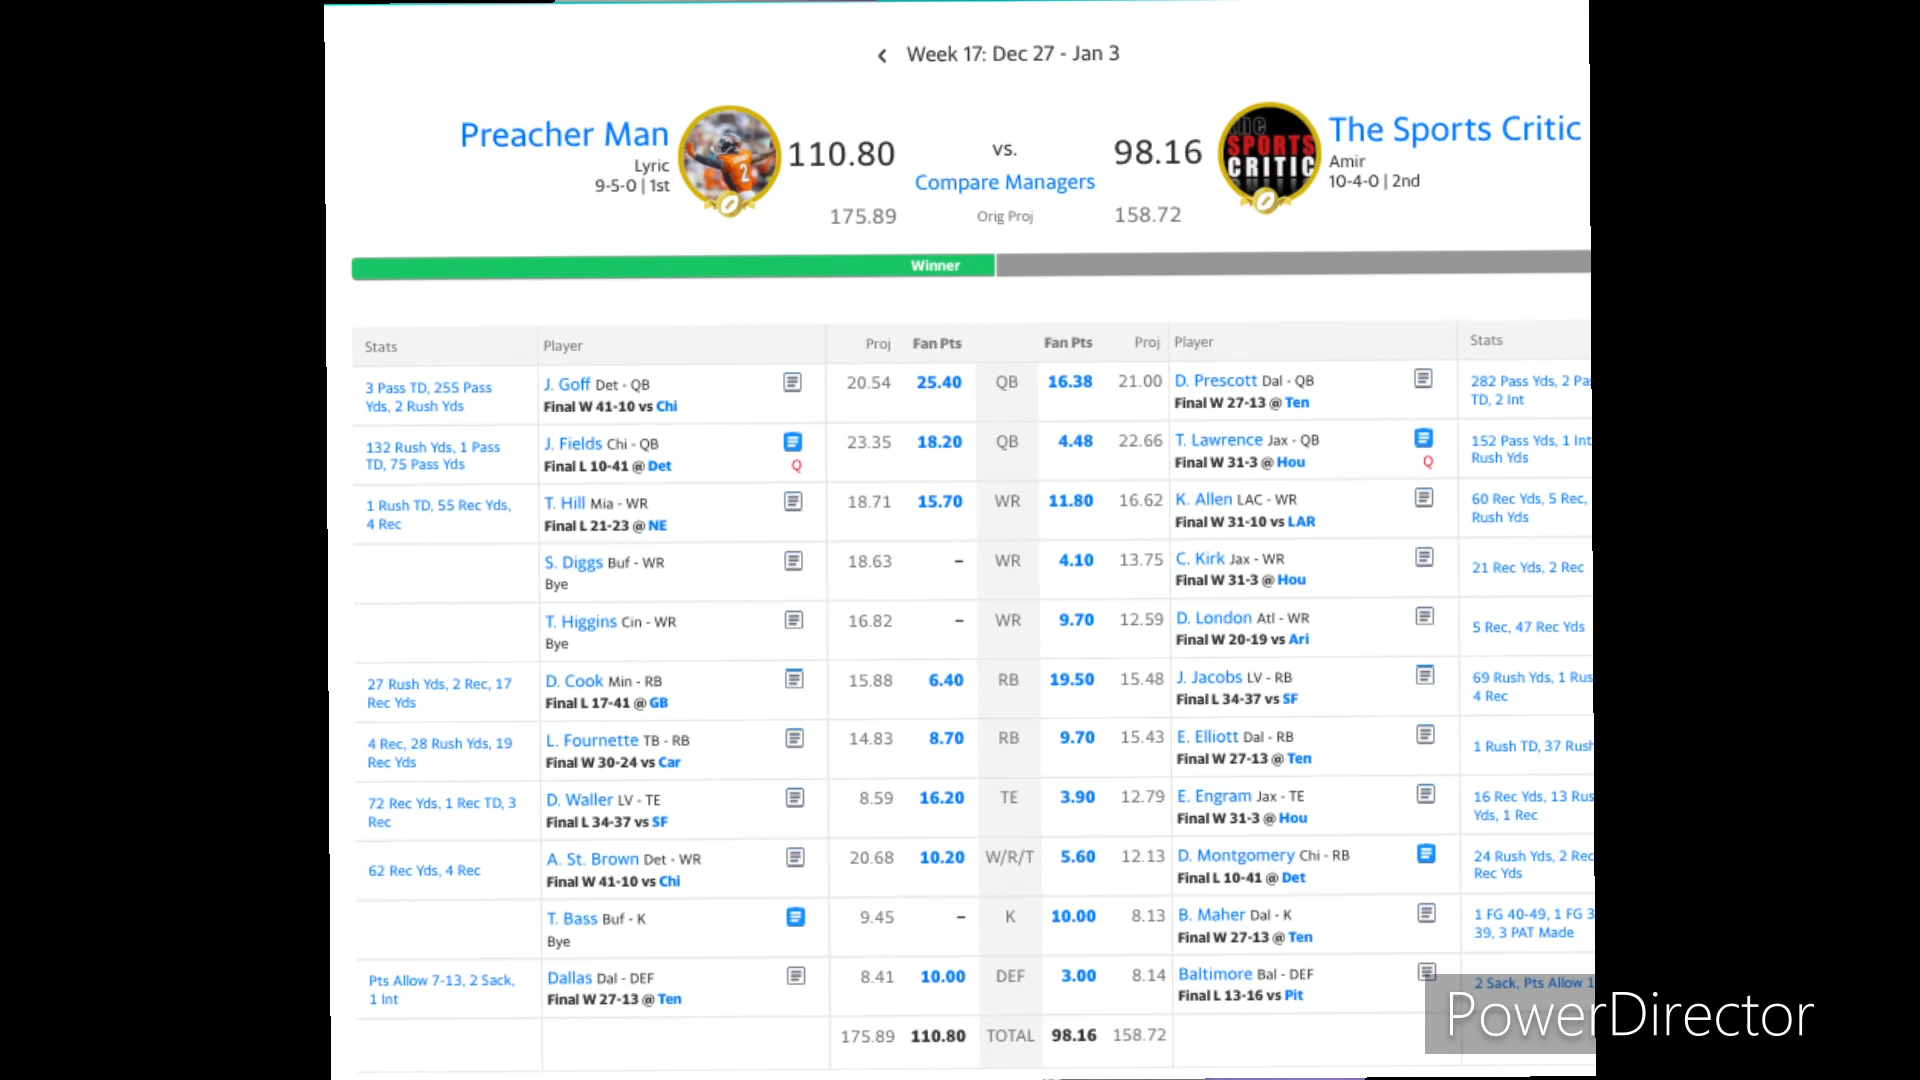 Week 17: Dec 27 - Jan 3
Preacher Man
Lyric
9-5-0 | 1st
2
110.80
175.89
vs.
Compare Managers
Orig Proj
98.16
158.72
SPORTS
CRITIC
The Sports Critic
Amir
10-4-0 | 2nd
Winner
Stats Player Proj Fan Pts Fan Pts Proj Player Stats
3 Pass TD, 255 Pass
Yds, 2 Rush Yds
J. Goff Det - QB
Final W 41-10 vs Chi
20.54 25.40 QB 16.38 21.00
D. Prescott Dal - QB
Final W 27-13 @ Ten
282 Pass Yds, 2 Pa
TD, 2 Int
132 Rush Yds, 1 Pass
TD, 75 Pass Yds
J. Fields Chi - QB
Final L 10-41 @ Det
Q
23.35 18.20 QB 4.48 22.66
T. Lawrence Jax - QB
Final W 31-3 @ Hou
Q
152 Pass Yds, 1 Int
Rush Yds
1 Rush TD, 55 Rec Yds,
4 Rec
T. Hill Mia - WR
Final L 21-23 @ NE
18.71 15.70 WR 11.80 16.62
K. Allen LAC - WR
Final W 31-10 vs LAR
60 Rec Yds, 5 Rec,
Rush Yds
S. Diggs Buf - WR
Bye
18.63 – WR 4.10 13.75
C. Kirk Jax - WR
Final W 31-3 @ Hou
21 Rec Yds, 2 Rec
T. Higgins Cin - WR
Bye
16.82 – WR 9.70 12.59
D. London Atl - WR
Final W 20-19 vs Ari
5 Rec, 47 Rec Yds
27 Rush Yds, 2 Rec, 17
Rec Yds
D. Cook Min - RB
Final L 17-41 @ GB
15.88 6.40 RB 19.50 15.48
J. Jacobs LV - RB
Final L 34-37 vs SF
69 Rush Yds, 1 Rus
4 Rec
4 Rec, 28 Rush Yds, 19
Rec Yds
L. Fournette TB - RB
Final W 30-24 vs Car
14.83 8.70 RB 9.70 15.43
E. Elliott Dal - RB
Final W 27-13 @ Ten
1 Rush TD, 37 Rush
72 Rec Yds, 1 Rec TD, 3
Rec
D. Waller LV - TE
Final L 34-37 vs SF
8.59 16.20 TE 3.90 12.79
E. Engram Jax - TE
Final W 31-3 @ Hou
16 Rec Yds, 13 Rus
Yds, 1 Rec
62 Rec Yds, 4 Rec
A. St. Brown Det - WR
Final W 41-10 vs Chi
20.68 10.20 W/R/T 5.60 12.13
D. Montgomery Chi - RB
Final L 10-41 @ Det
24 Rush Yds, 2 Rec
Rec Yds
T. Bass Buf - K
Bye
9.45 – K 10.00 8.13
B. Maher Dal - K
Final W 27-13 @ Ten
1 FG 40-49, 1 FG 3
39, 3 PAT Made
Pts Allow 7-13, 2 Sack,
1 Int
Dallas Dal - DEF
Final W 27-13 @ Ten
8.41 10.00 DEF 3.00 8.14
Baltimore Bal - DEF
Final L 13-16 vs Pit
2 Sack, Pts Allow 1
175.89 110.80 TOTAL 98.16 158.72
PowerDirector